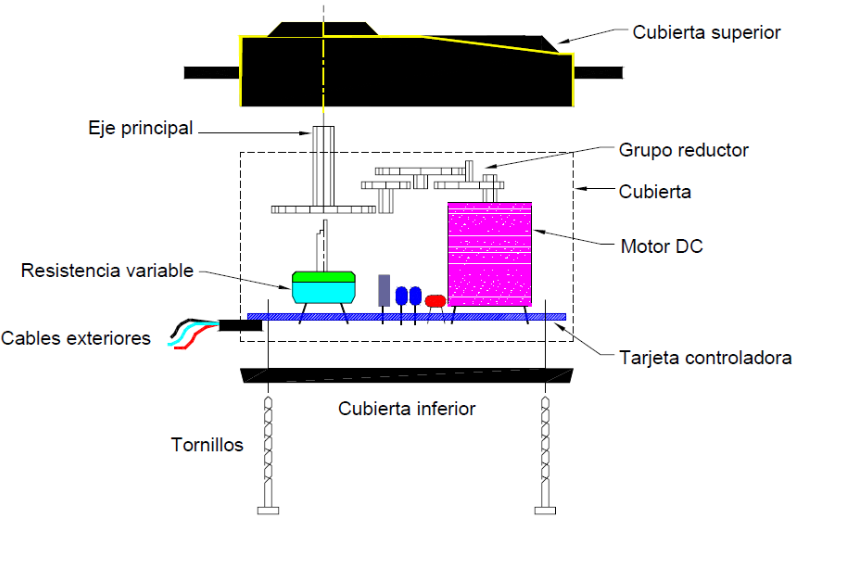 Cubierta superior
Eje principal
Grupo reductor
Cubierta
Motor DC
Resistencia variable
Cables exteriores
Tarjeta controladora
Cubierta inferior
Tornillos